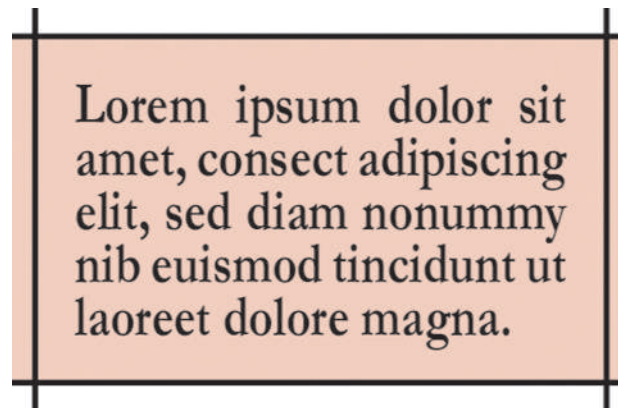 Lorem ipsum dolor sit
amet, consect adipiscing
elit, sed diam nonummy
nib euismod tincidunt ut
laoreet dolore magna.